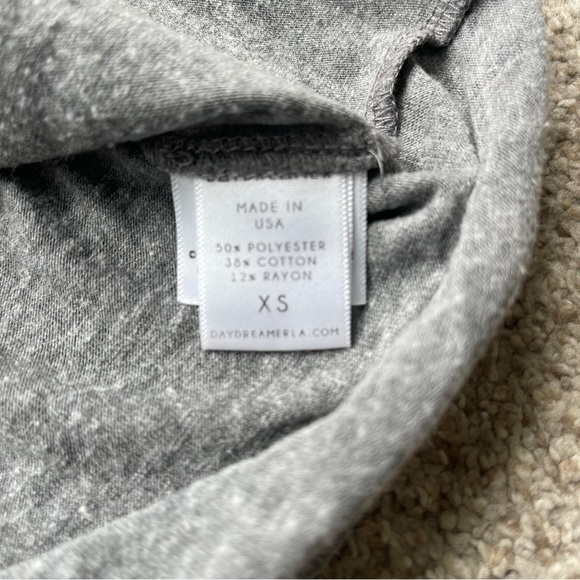 MADE IN
USA
50% POLYESTER
38% COTTON
12% RAYON
XS
DAYDREAMERLA.COM